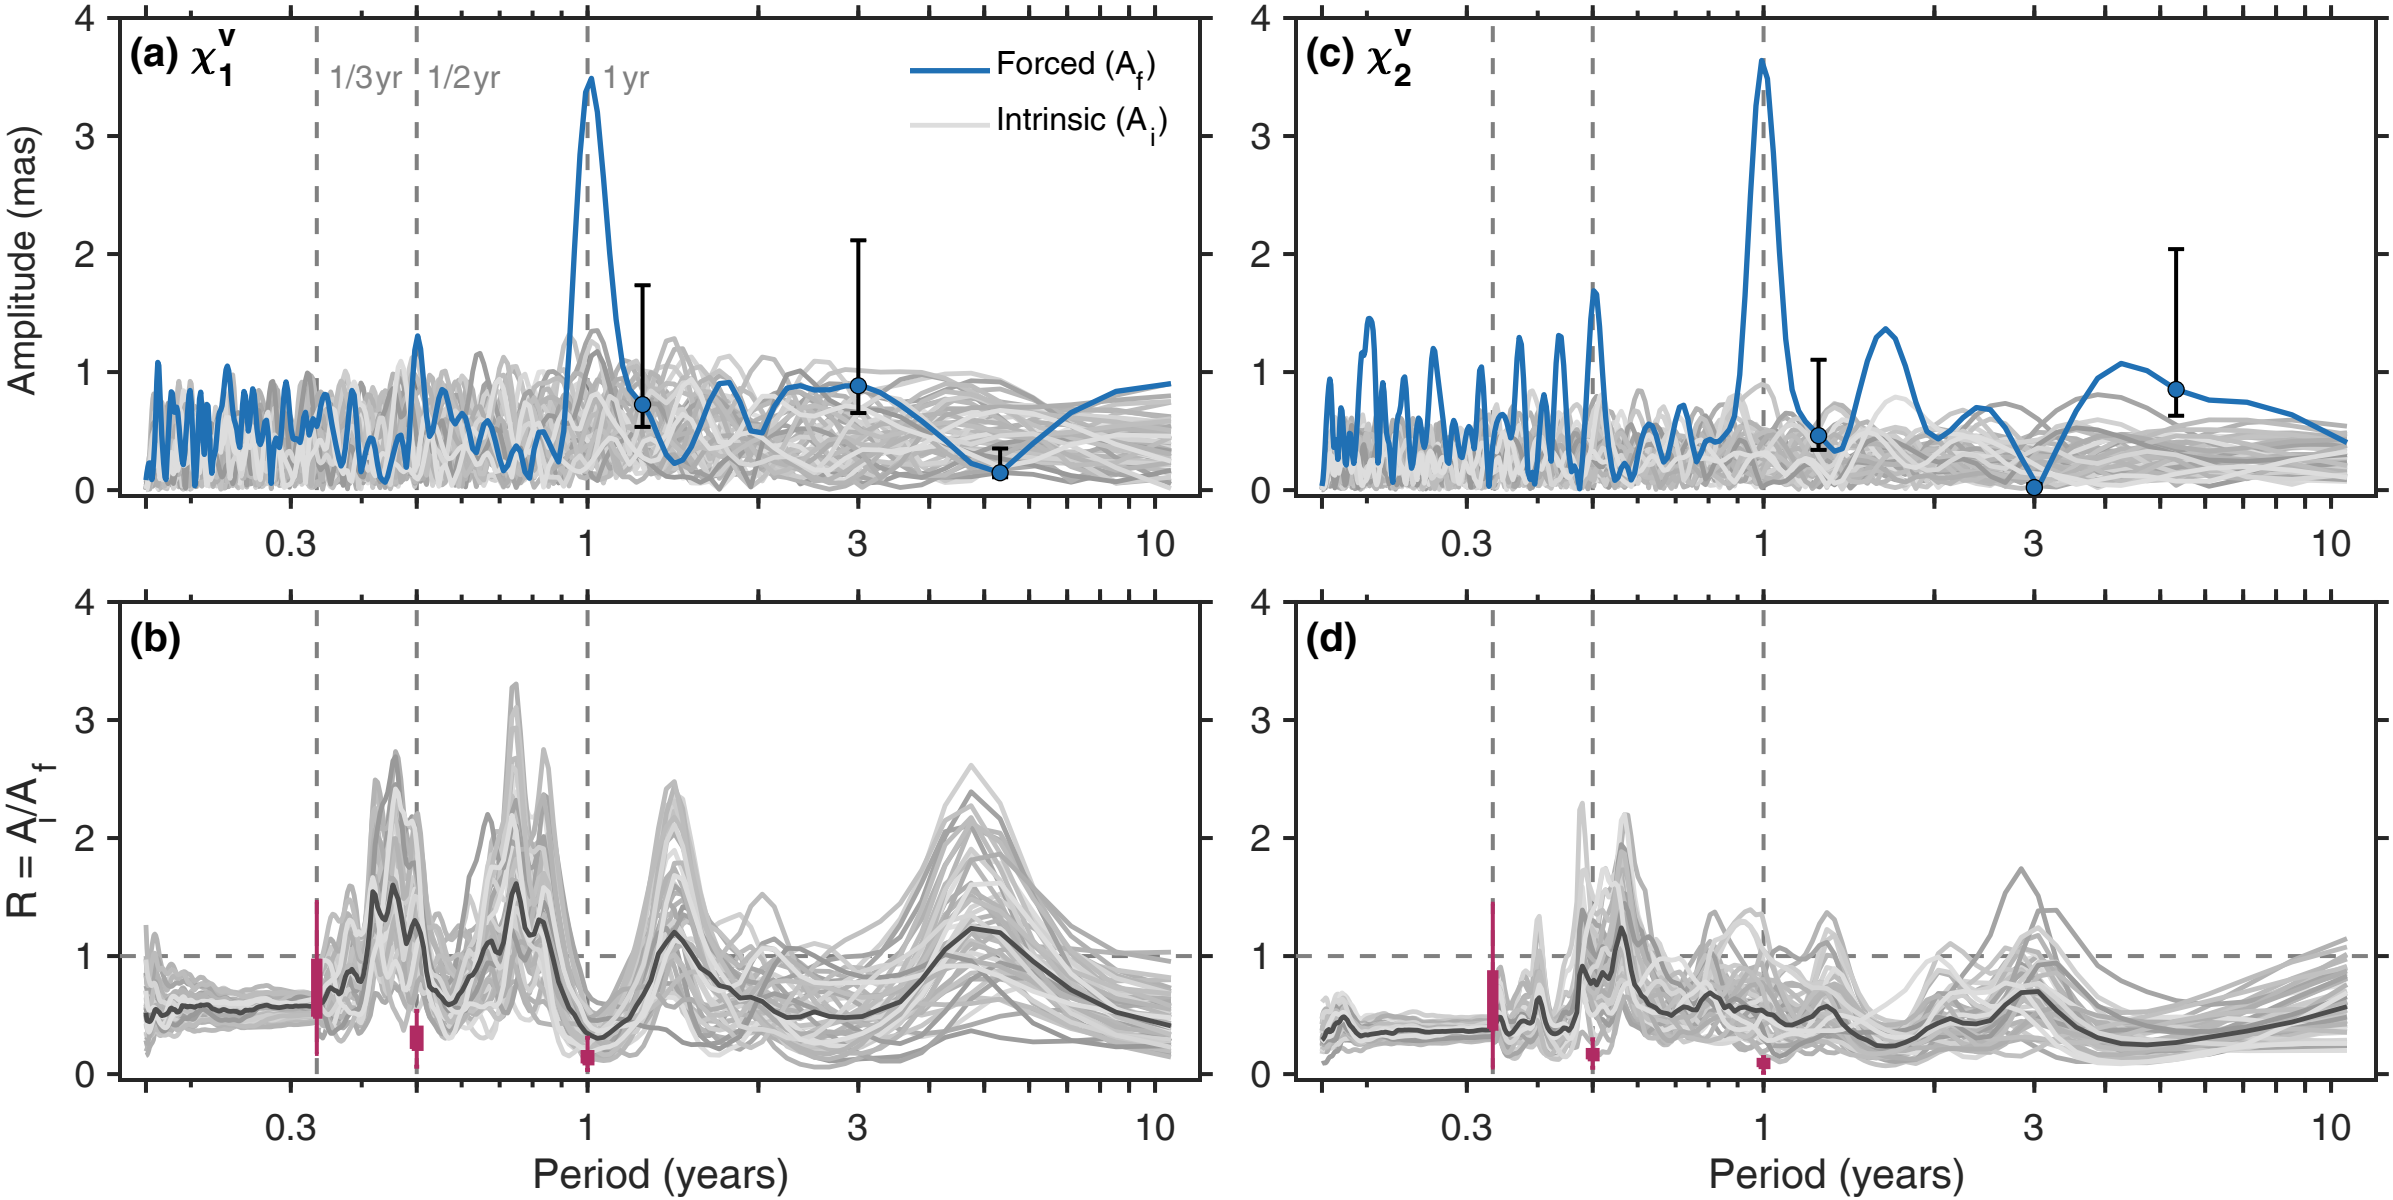 (a) χ₁ᵛ
1/3yr
1/2yr
1yr
Forced (A_f)
Intrinsic (A_i)
4
3
2
1
0
Amplitude (mas)
0.3
1
3
10
(c) χ₂ᵛ
4
3
2
1
0
0.3
1
3
10
(b)
4
3
2
1
0
R = A_i/A_f
0.3
1
3
10
Period (years)
(d)
4
3
2
1
0
0.3
1
3
10
Period (years)